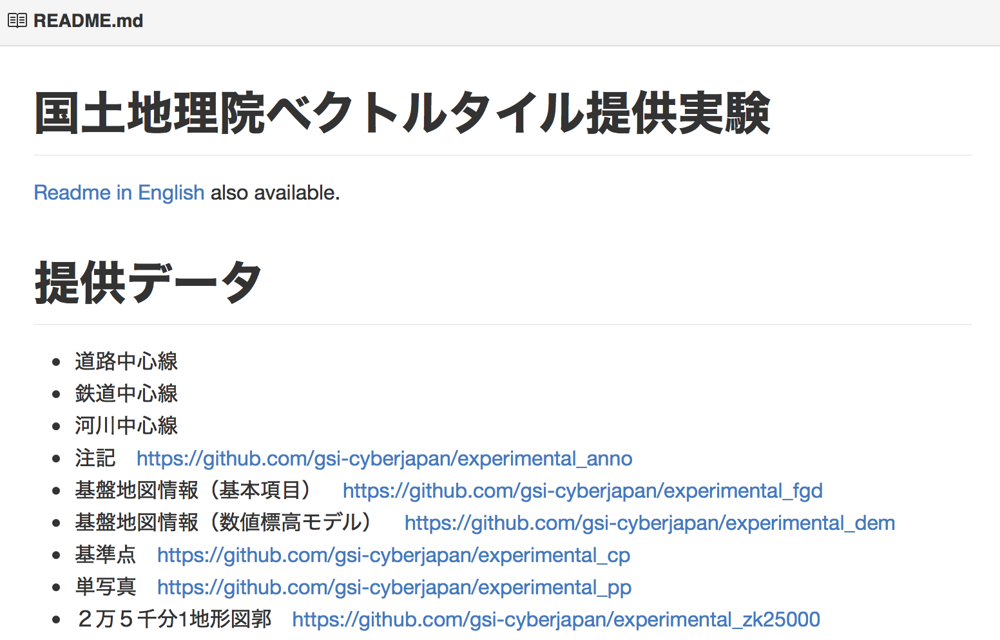 README.md
国土地理院ベクトルタイル提供実験
Readme in English also available.
提供データ
• 道路中心線
• 鉄道中心線
• 河川中心線
• 注記　https://github.com/gsi-cyberjapan/experimental_anno
• 基盤地図情報（基本項目）　https://github.com/gsi-cyberjapan/experimental_fgd
• 基盤地図情報（数値標高モデル）　https://github.com/gsi-cyberjapan/experimental_dem
• 基準点　https://github.com/gsi-cyberjapan/experimental_cp
• 単写真　https://github.com/gsi-cyberjapan/experimental_pp
• ２万５千分1地形図郭　https://github.com/gsi-cyberjapan/experimental_zk25000